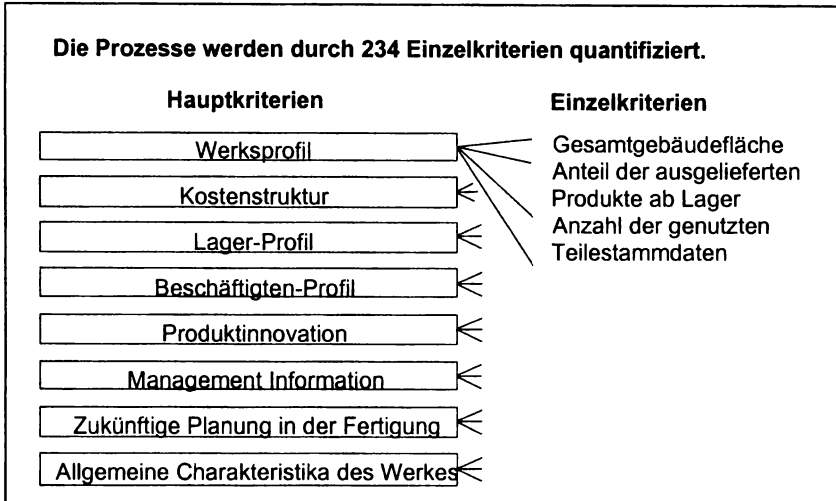 Die Prozesse werden durch 234 Einzelkriterien quantifiziert.
Hauptkriterien
Einzelkriterien
Werksprofil
Kostenstruktur
Lager-Profil
Beschäftigten-Profil
Produktinnovation
Management Information
Zukünftige Planung in der Fertigung
Allgemeine Charakteristika des Werkes
Gesamtgebäudefläche
Anteil der ausgelieferten
Produkte ab Lager
Anzahl der genutzten
Teilestammdaten